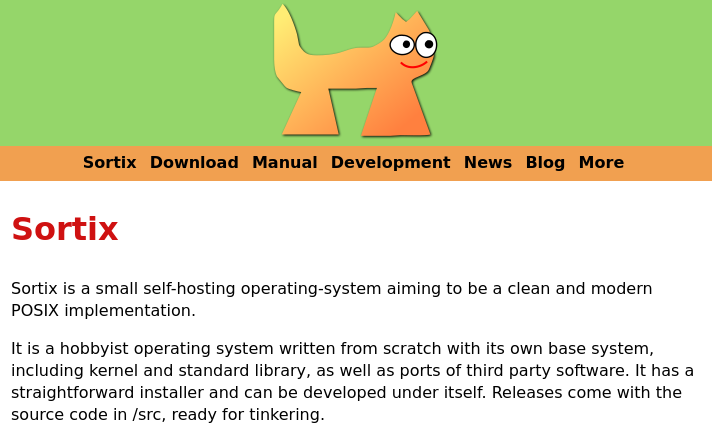 Sortix Download Manual Development News Blog More
Sortix
Sortix is a small self-hosting operating-system aiming to be a clean and modern
POSIX implementation.
It is a hobbyist operating system written from scratch with its own base system,
including kernel and standard library, as well as ports of third party software. It has a
straightforward installer and can be developed under itself. Releases come with the
source code in /src, ready for tinkering.